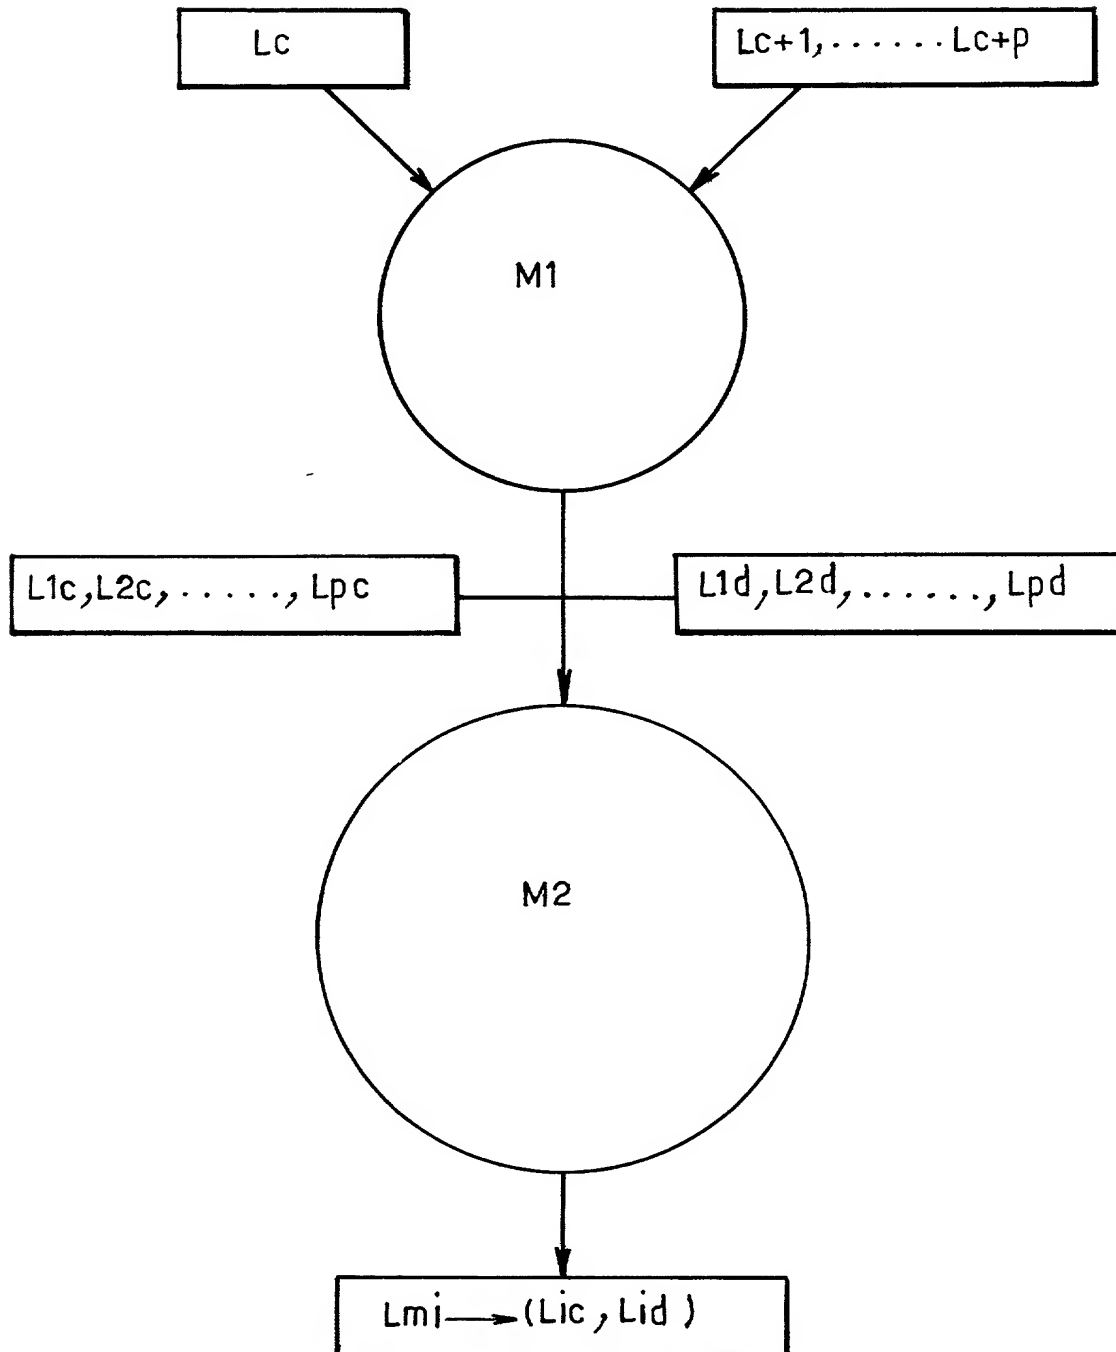 Lc
Lc+1,......Lc+p
M1
L1c,L2c,.....,Lpc
L1d,L2d,......,Lpd
M2
Lmi→(Lic,Lid)